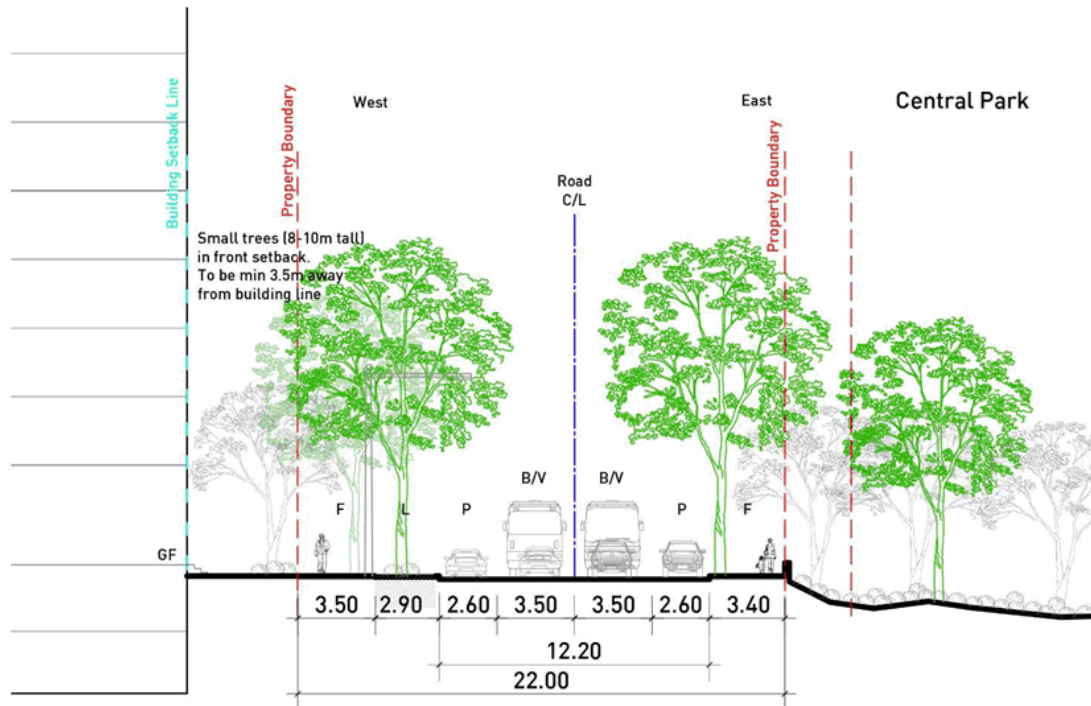 West
East
Central Park
Building Setback Line
Property Boundary
Property Boundary
Road
C/L
Small trees (8-10m tall)
in front setback.
To be min 3.5m away
from building line
B/V
B/V
F
L
P
P
F
GF
3.50
2.90
2.60
3.50
3.50
2.60
3.40
12.20
22.00